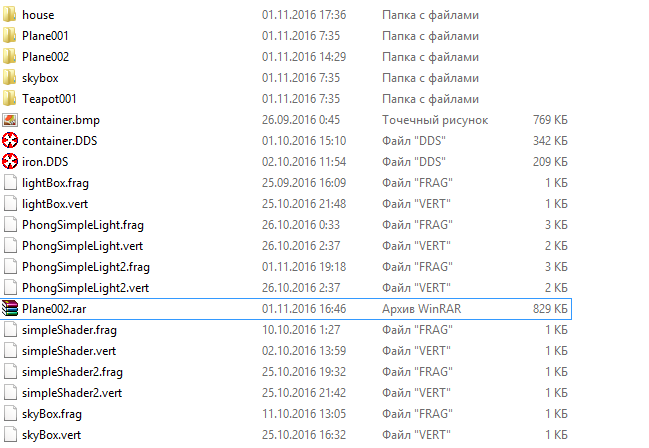 house 01.11.2016 17:36 Папка с файлами
Plane001 01.11.2016 7:35 Папка с файлами
Plane002 01.11.2016 14:29 Папка с файлами
skybox 01.11.2016 7:35 Папка с файлами
Teapot001 01.11.2016 7:35 Папка с файлами
container.bmp 26.09.2016 0:45 Точечный рисунок 769 КБ
container.DDS 01.10.2016 15:10 Файл "DDS" 342 КБ
iron.DDS 02.10.2016 11:54 Файл "DDS" 209 КБ
lightBox.frag 25.09.2016 16:09 Файл "FRAG" 1 КБ
lightBox.vert 25.10.2016 21:48 Файл "VERT" 1 КБ
PhongSimpleLight.frag 26.10.2016 0:33 Файл "FRAG" 3 КБ
PhongSimpleLight.vert 26.10.2016 2:37 Файл "VERT" 2 КБ
PhongSimpleLight2.frag 01.11.2016 19:18 Файл "FRAG" 3 КБ
PhongSimpleLight2.vert 26.10.2016 2:37 Файл "VERT" 2 КБ
Plane002.rar 01.11.2016 16:46 Архив WinRAR 829 КБ
simpleShader.frag 10.10.2016 1:27 Файл "FRAG" 1 КБ
simpleShader.vert 02.10.2016 13:59 Файл "VERT" 1 КБ
simpleShader2.frag 25.10.2016 19:32 Файл "FRAG" 1 КБ
simpleShader2.vert 25.10.2016 21:42 Файл "VERT" 1 КБ
skyBox.frag 11.10.2016 13:05 Файл "FRAG" 1 КБ
skyBox.vert 25.10.2016 16:32 Файл "VERT" 1 КБ